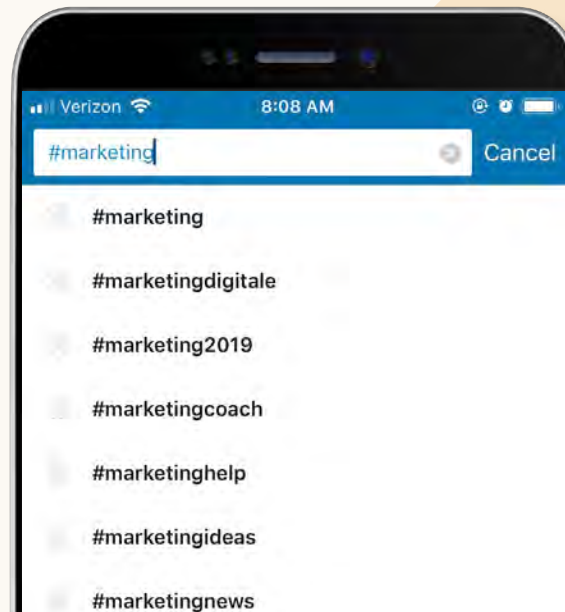 Verizon 8:08 AM
#marketing Cancel
#marketing
#marketingdigitale
#marketing2019
#marketingcoach
#marketinghelp
#marketingideas
#marketingnews